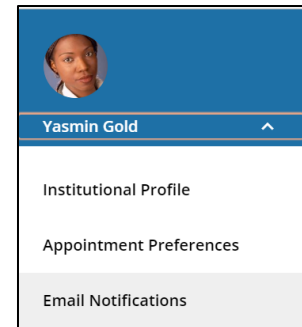 Yasmin Gold
Institutional Profile
Appointment Preferences
Email Notifications